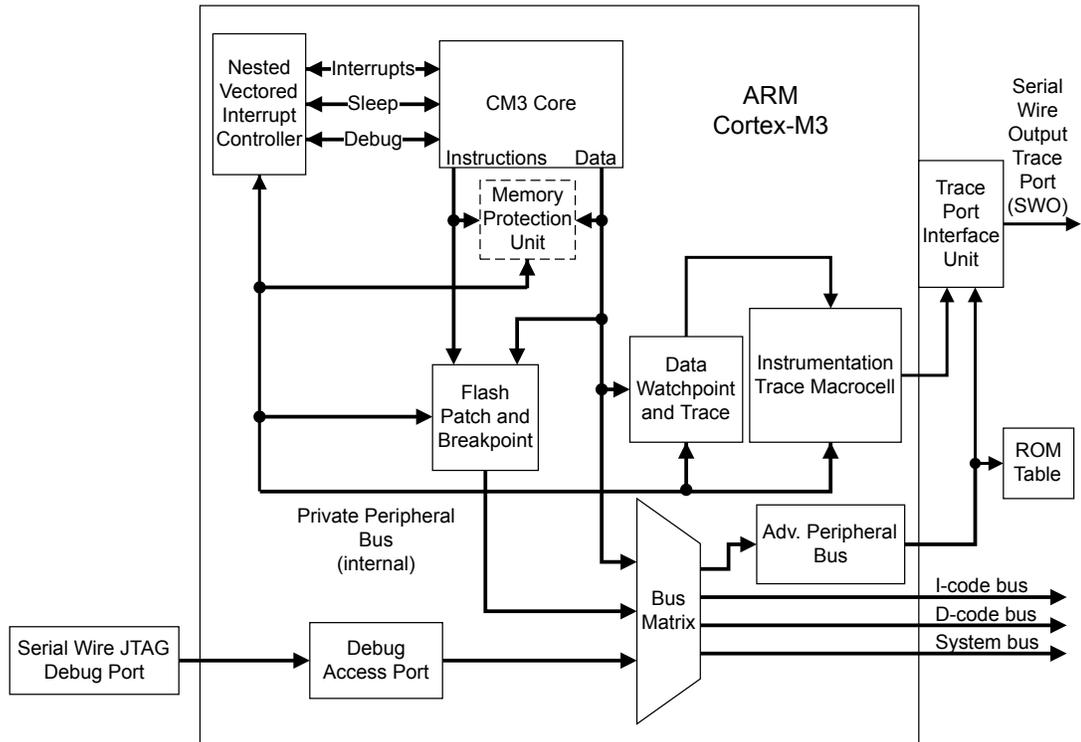 Nested
Vectored
Interrupt
Controller
Interrupts
Sleep
Debug
CM3 Core
Instructions Data
ARM
Cortex-M3
Memory
Protection
Unit
Serial
Wire
Output
Trace
Port
(SWO)
Trace
Port
Interface
Unit
Flash
Patch and
Breakpoint
Data
Watchpoint
and Trace
Instrumentation
Trace Macrocell
ROM
Table
Private Peripheral
Bus
(internal)
Adv. Peripheral
Bus
Bus
Matrix
I-code bus
D-code bus
System bus
Serial Wire JTAG
Debug Port
Debug
Access Port